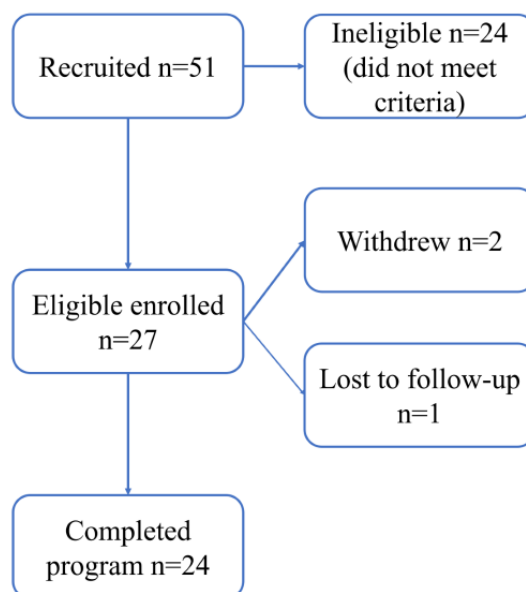 Recruited n=51
Ineligible n=24
(did not meet
criteria)
Withdrew n=2
Eligible enrolled
n=27
Lost to follow-up
n=1
Completed
program n=24